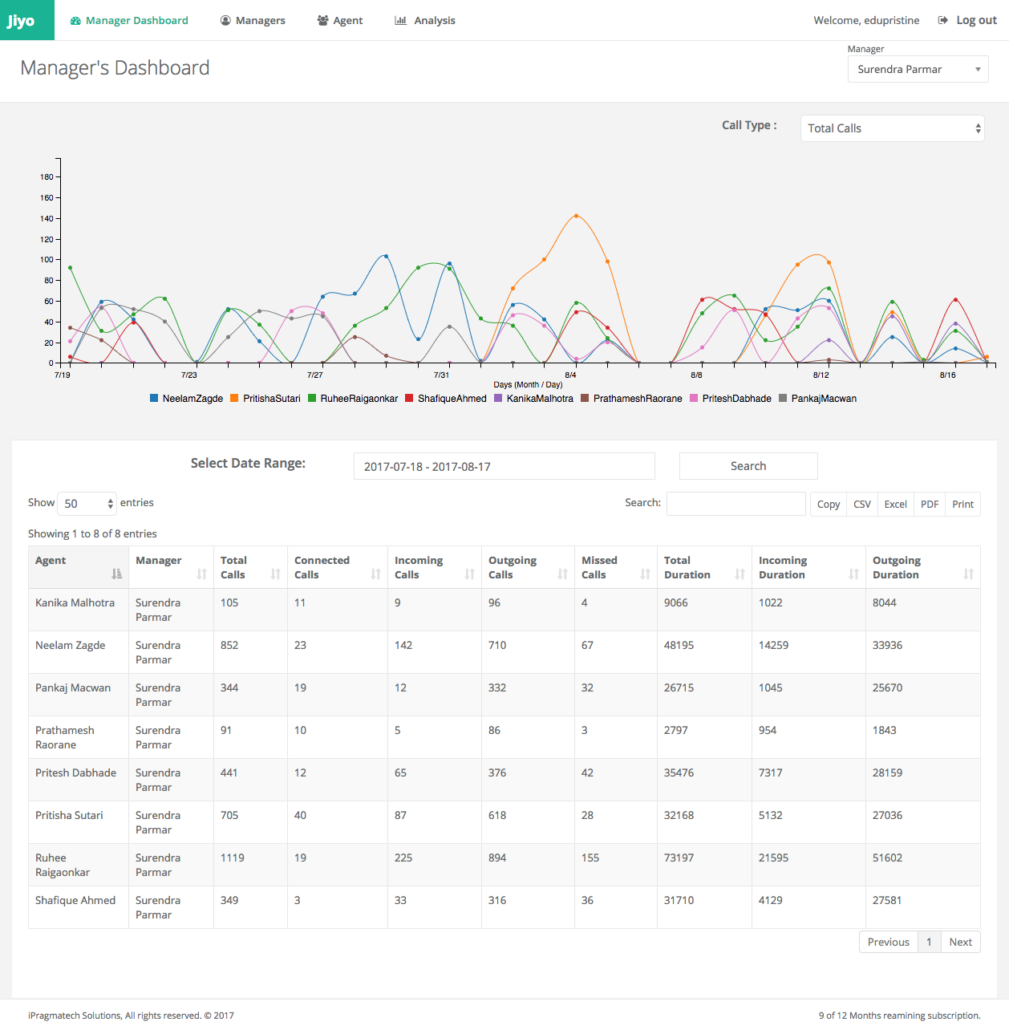 Jiyo Manager Dashboard Managers Agent Analysis Welcome, edupristine Log out
Manager
Manager's Dashboard
Surendra Parmar
Call Type :
Total Calls
180
160
140
120
100
80
60
40
20
0
7/19 7/23 7/27 7/31 8/4 8/8 8/12 8/16
Days (Month / Day)
NeelamZagde PritishaSutari RuheeRaigaonkar ShafiqueAhmed KanikaMalhotra PrathameshRaorane PriteshDabhade PankajMacwan
Select Date Range: 2017-07-18 - 2017-08-17 Search
Show 50 entries Search: Copy CSV Excel PDF Print
Showing 1 to 8 of 8 entries
Agent Manager Total Calls Connected Calls Incoming Calls Outgoing Calls Missed Calls Total Duration Incoming Duration Outgoing Duration
Kanika Malhotra Surendra Parmar 105 11 9 96 4 9066 1022 8044
Neelam Zagde Surendra Parmar 852 23 142 710 67 48195 14259 33936
Pankaj Macwan Surendra Parmar 344 19 12 332 32 26715 1045 25670
Prathamesh Raorane Surendra Parmar 91 10 5 86 3 2797 954 1843
Pritesh Dabhade Surendra Parmar 441 12 65 376 42 35476 7317 28159
Pritisha Sutari Surendra Parmar 705 40 87 618 28 32168 5132 27036
Ruhee Raigaonkar Surendra Parmar 1119 19 225 894 155 73197 21595 51602
Shafique Ahmed Surendra Parmar 349 3 33 316 36 31710 4129 27581
Previous 1 Next
iPragmatech Solutions, All rights reserved. © 2017 9 of 12 Months reamining subscription.